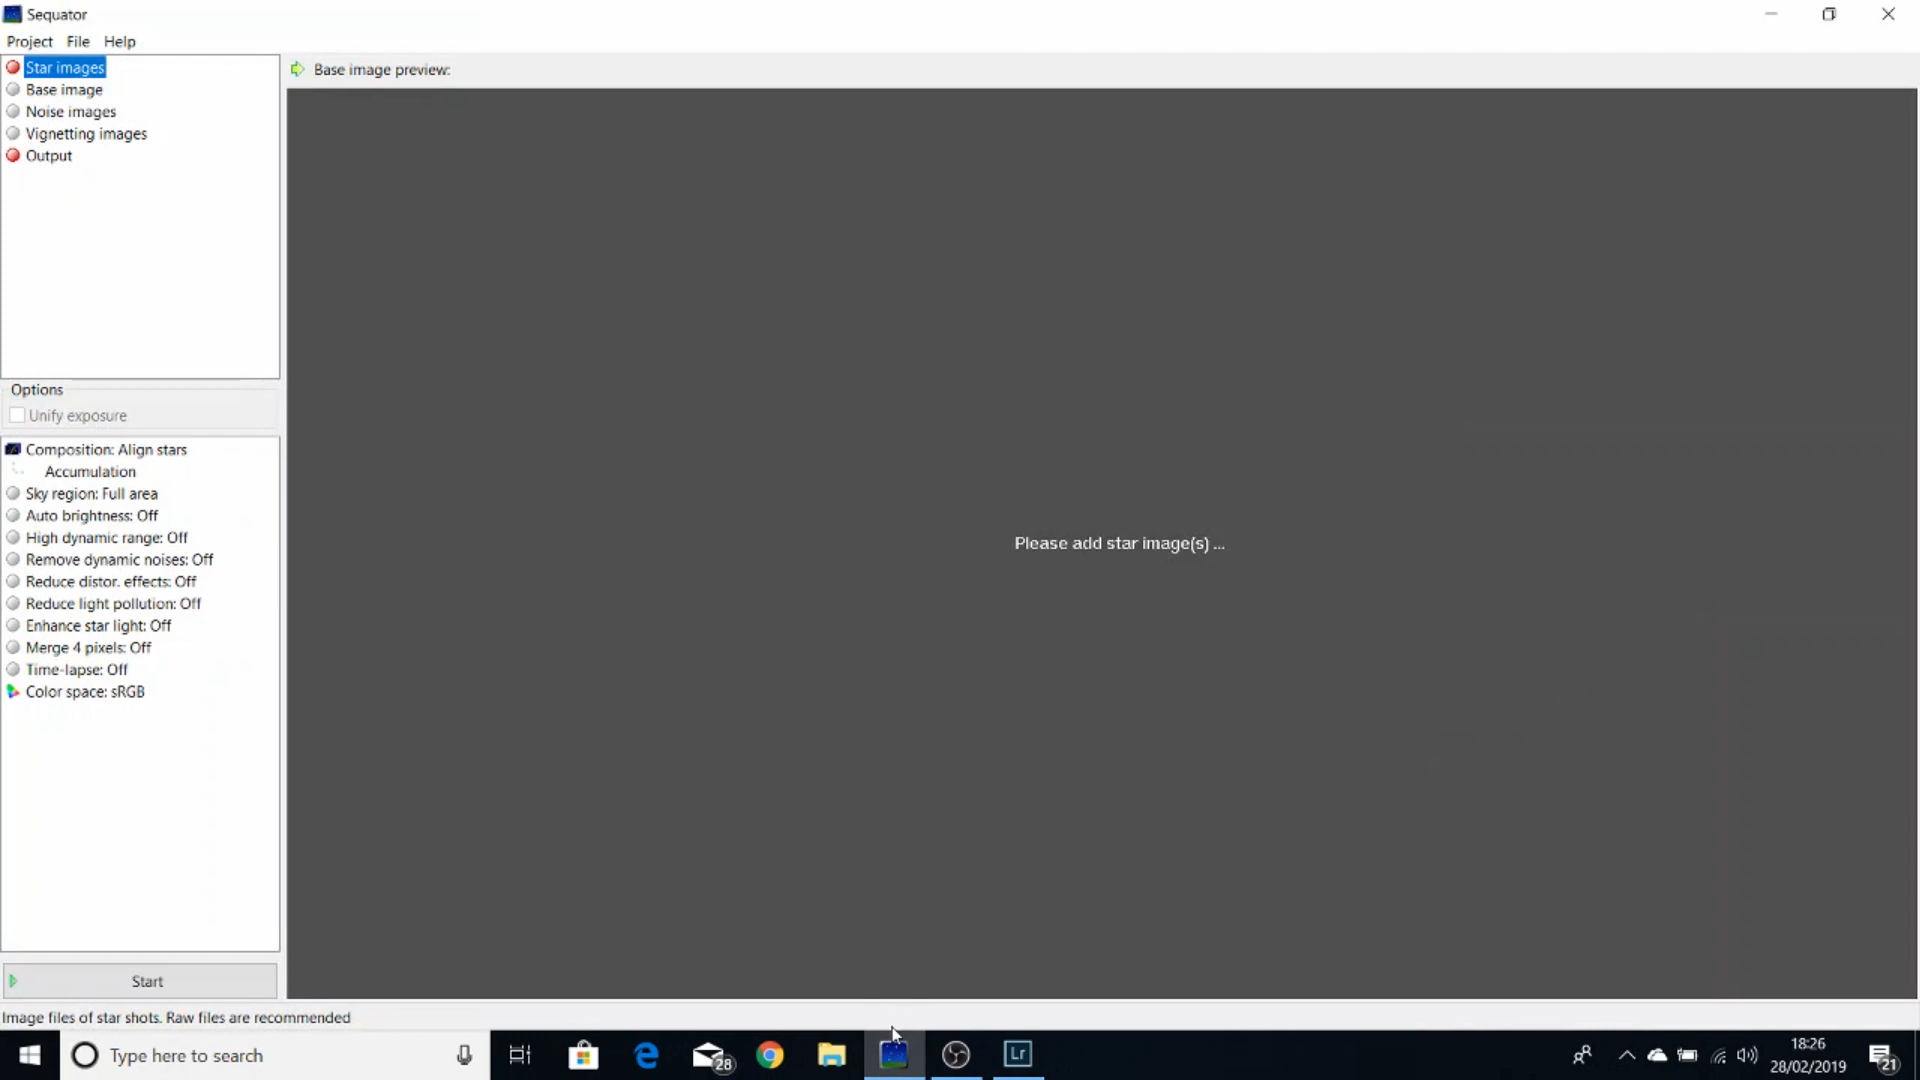 Sequator
Project File Help
Star images
Base image
Noise images
Vignetting images
Output
Options
Unify exposure
Composition: Align stars
Accumulation
Sky region: Full area
Auto brightness: Off
High dynamic range: Off
Remove dynamic noises: Off
Reduce distor. effects: Off
Reduce light pollution: Off
Enhance star light: Off
Merge 4 pixels: Off
Time-lapse: Off
Color space: sRGB
Start
Image files of star shots. Raw files are recommended
Base image preview:
Please add star image(s) ...
Type here to search
28
Lr
18:26
28/02/2019
21